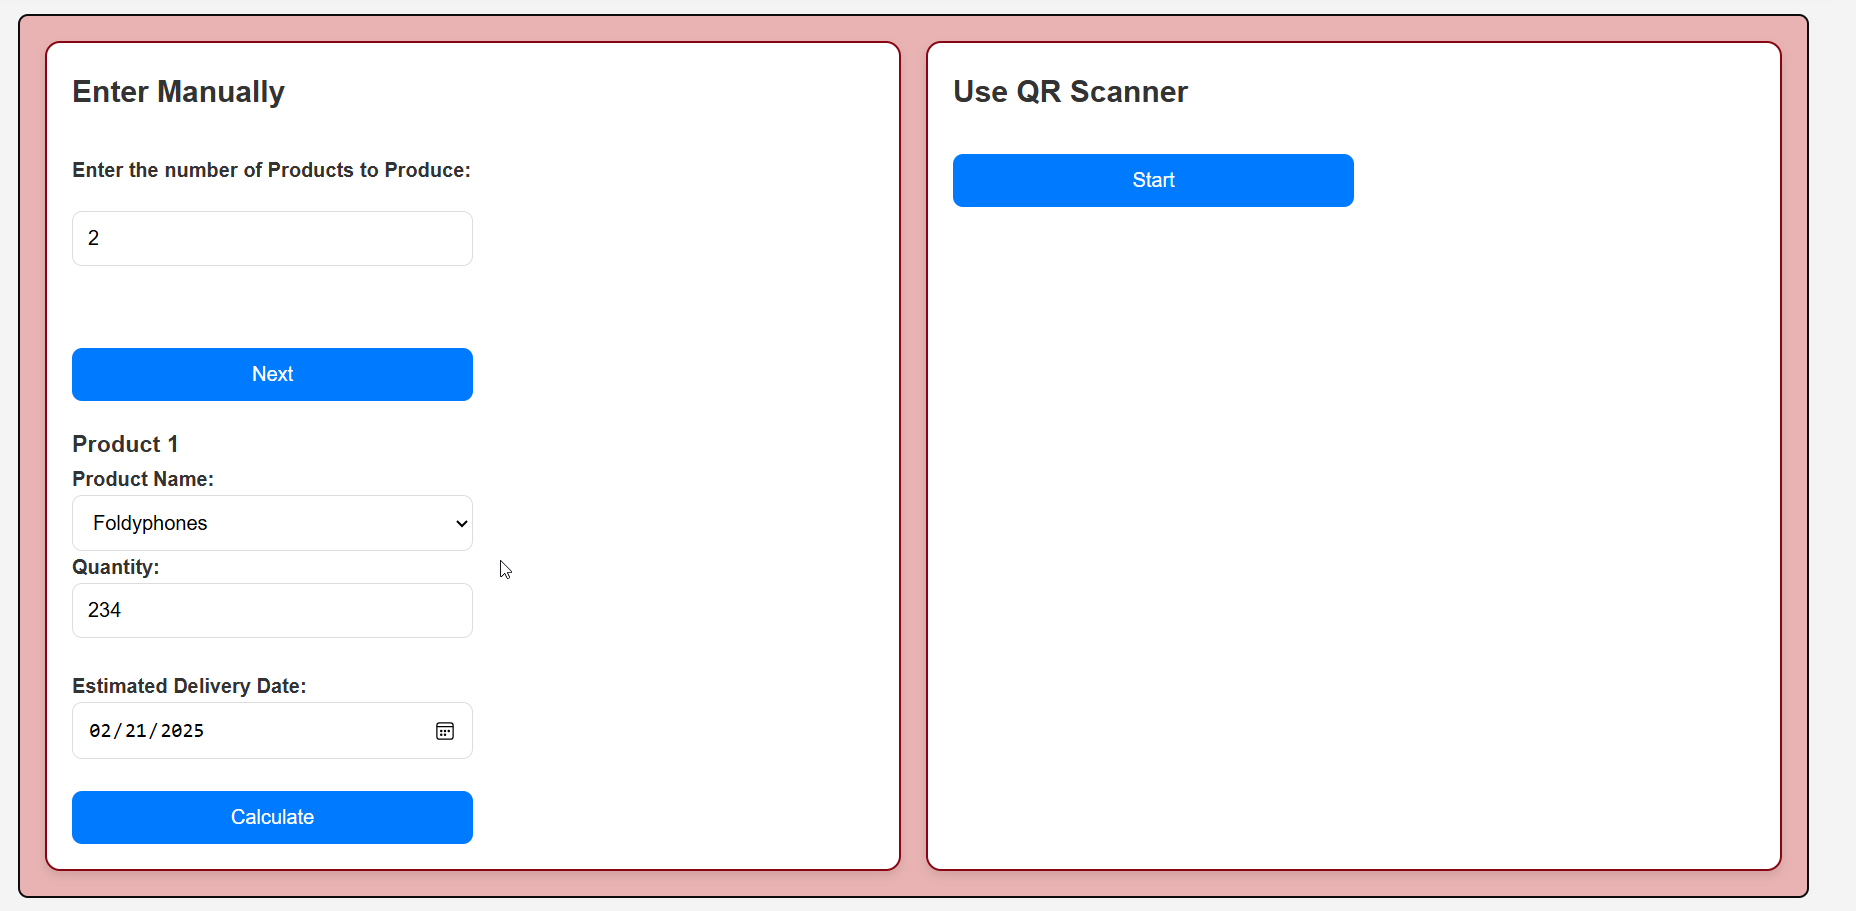 Enter Manually
Enter the number of Products to Produce:
2
Next
Product 1
Product Name:
Foldyphones
Quantity:
234
Estimated Delivery Date:
02/21/2025
Calculate
Use QR Scanner
Start